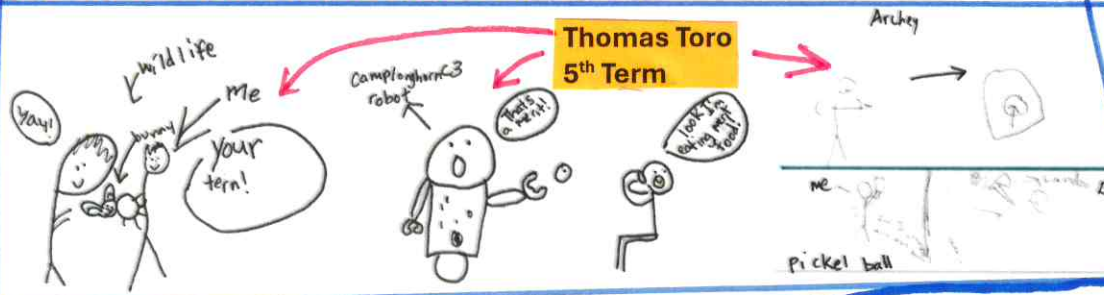 Thomas Toro
5th Term
wildlife
Yay!
bunny
me
your
tern!
Camplonghorn C3
robot
That's
a merit!
look I'm
eating
food!
Archey
me
Pickel ball